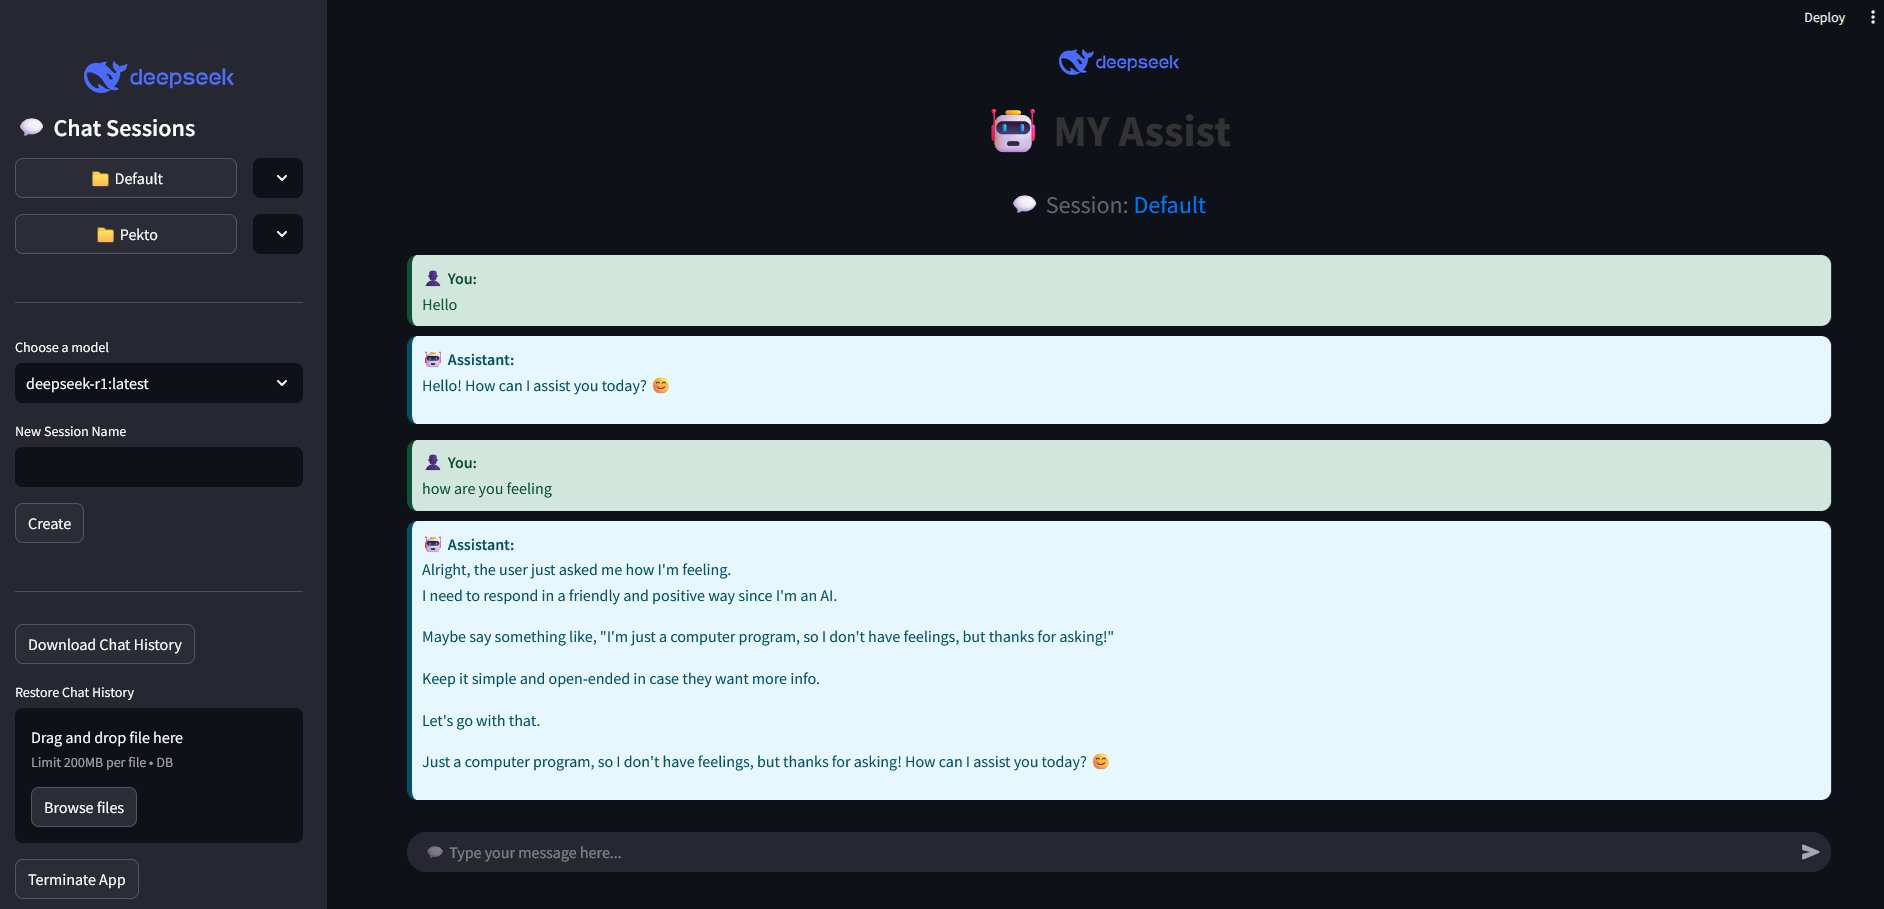 deepseek
Chat Sessions
Default
Pekto
Choose a model
deepseek-r1:latest
New Session Name
Create
Download Chat History
Restore Chat History
Drag and drop file here
Limit 200MB per file • DB
Browse files
Terminate App
Deploy
deepseek
MY Assist
Session: Default
You:
Hello
Assistant:
Hello! How can I assist you today? 😊
You:
how are you feeling
Assistant:
Alright, the user just asked me how I'm feeling.
I need to respond in a friendly and positive way since I'm an AI.
Maybe say something like, "I'm just a computer program, so I don't have feelings, but thanks for asking!"
Keep it simple and open-ended in case they want more info.
Let's go with that.
Just a computer program, so I don't have feelings, but thanks for asking! How can I assist you today? 😊
Type your message here...